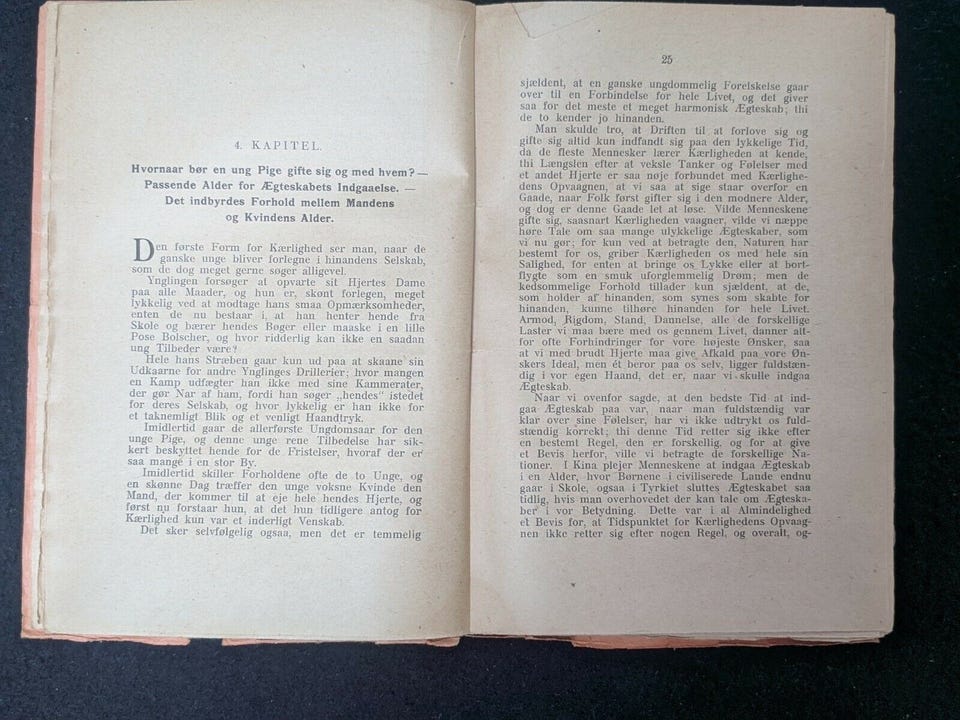 4. KAPITEL.
Hvornaar bør en ung Pige gifte sig og med hvem? —
Passende Alder for Ægteskabets Indgaaelse. —
Det indbyrdes Forhold mellem Mandens
og Kvindens Alder.
Den første Form for Kærlighed ser man, naar de
ganske unge bliver forlegne i hinandens Selskab,
som de dog meget gerne søger alligevel.
Ynglingen forsøger at opvarte sit Hjertes Dame
paa alle Maader, og hun er, skønt forlegen, meget
lykkelig ved at modtage hans smaa Opmærksomheder,
enten de nu bestaar i, at han henter hende fra
Skole og bærer hendes Bøger eller maaske i en lille
Pose Bolscher, og hvor ridderlig kan ikke en saadan
ung Tilbeder være?
Hele hans Stræben gaar kun ud paa at skaane sin
Udkaarne for andre Ynglinges Drillerier; hvor mangen
en Kamp udfægter han ikke med sine Kammerater,
der gør Nar af ham, fordi han søger „hendes" istedet
for deres Selskab, og hvor lykkelig er han ikke for
et taknemligt Blik og et venligt Haandtryk.
Imidlertid gaar de allerførste Ungdomsaar for den
unge Pige, og denne unge rene Tilbedelse har sik-
kert beskyttet hende for de Fristelser, hvoraf der er
saa mange i en stor By.
Imidlertid skiller Forholdene ofte de to Unge, og
en skønne Dag træffer den unge voksne Kvinde den
Mand, der kommer til at eje hele hendes Hjerte, og
først nu forstaar hun, at det hun tidligere antog for
Kærlighed kun var et inderligt Venskab.
Det sker selvfølgelig ogsaa, men det er temmelig
25
sjældent, at en ganske ungdommelig Forelskelse gaar
over til en Forbindelse for hele Livet, og det giver
saa for det meste et meget harmonisk Ægteskab; thi
de to kender jo hinanden.
Man skulde tro, at Driften til at forlove sig og
gifte sig altid kun indfandt sig paa den lykkelige Tid,
da de fleste Mennesker lærer Kærligheden at kende,
thi Længslen efter at veksle Tanker og Følelser med
et andet Hjerte er saa nøje forbundet med Kærlighe-
dens Opvaagnen, at vi saa at sige staar overfor en
Gaade, naar Folk først gifter sig i den modnere Alder,
og dog er denne Gaade let at løse. Vilde Menneskene
gifte sig, saasnart Kærligheden vaagner, vilde vi næppe
høre Tale om saa mange ulykkelige Ægteskaber, som
vi nu gør; for kun ved at betragte den, Naturen har
bestemt for os, griber Kærligheden os med hele sin
Salighed, for enten at bringe os Lykke eller at bort-
flygte som en smuk uforglemmelig Drøm; men de
kedsommelige Forhold tillader kun sjældent, at de,
som holder af hinanden, som synes som skabte for
hinanden, kunne tilhøre hinanden for hele Livet.
Armod, Rigdom, Stand, Dannelse, alle de forskellige
Laster vi maa bære med os gennem Livet, danner alt-
for ofte Forhindringer for vore højeste Ønsker, saa
at vi med brudt Hjerte maa give Afkald paa vore Øn-
skers Ideal, men ét beror paa os selv, ligger fuldstæn-
dig i vor egen Haand, det er, naar vi skulle indgaa
Ægteskab.
Naar vi ovenfor sagde, at den bedste Tid at ind-
gaa Ægteskab paa var, naar man fuldstændig var
klar over sine Følelser, har vi ikke udtrykt os fuld-
stændig korrekt; thi denne Tid retter sig ikke efter
en bestemt Regel, den er forskellig, og for at give
et Bevis herfor, ville vi betragte de forskellige Na-
tioner. I Kina plejer Menneskene at indgaa Ægteskab
i en Alder, hvor Børnene i civiliserede Lande endnu
gaar i Skole, ogsaa i Tyrkiet sluttes Ægteskabet saa
tidlig, hvis man overhovedet der kan tale om Ægteska-
ber i vor Betydning. Dette var i al Almindelighed
et Bevis for, at Tidspunktet for Kærlighedens Opvaag-
nen ikke retter sig efter nogen Regel, og overalt, og-